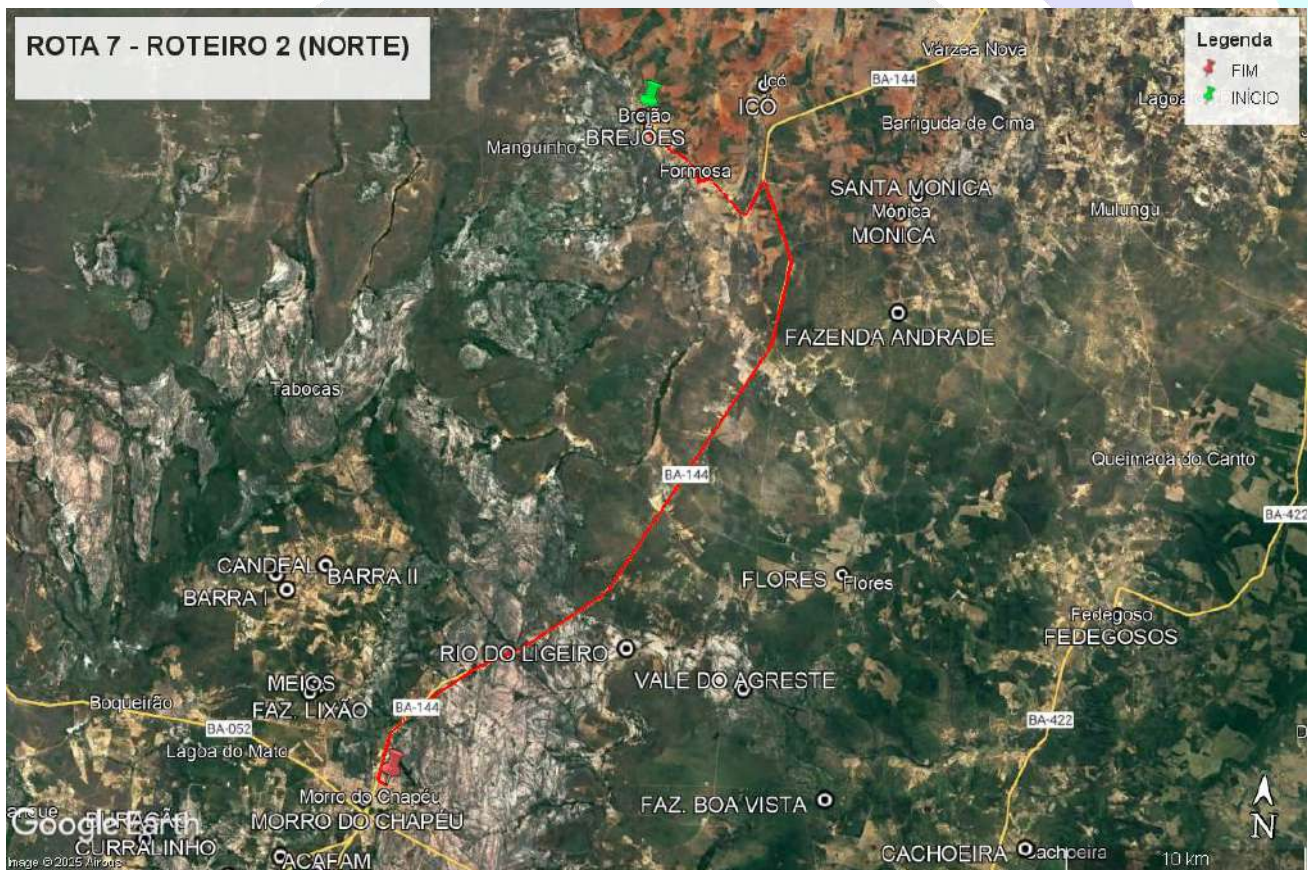 ROTA 7 - ROTEIRO 2 (NORTE)
Legenda
FIM
INÍCIO
Várzea Nova
BA-144
Icó
ICÓ
Lagoa
Brejão
BREJÕES
Barriguda de Cima
Manguinho
Formosa
SANTA MONICA
Mônica
MONICA
Mulungu
FAZENDA ANDRADE
Tabocas
BA-144
Queimada do Canto
BA-422
CANDEAL
BARRA II
BARRA I
FLORES
Flores
Fedegoso
FEDEGOSOS
RIO DO LIGEIRO
VALE DO AGRESTE
MEIOS
FAZ. LIXÃO
Boqueirão
BA-144
BA-052
BA-422
Lagoa do Mato
Morro do Chapéu
MORRO DO CHAPÉU
FAZ. BOA VISTA
Google Earth
CURRALINHO
ACAFAM
CACHOEIRA
Cachoeira
N
10 km
Image © 2025 Airbus